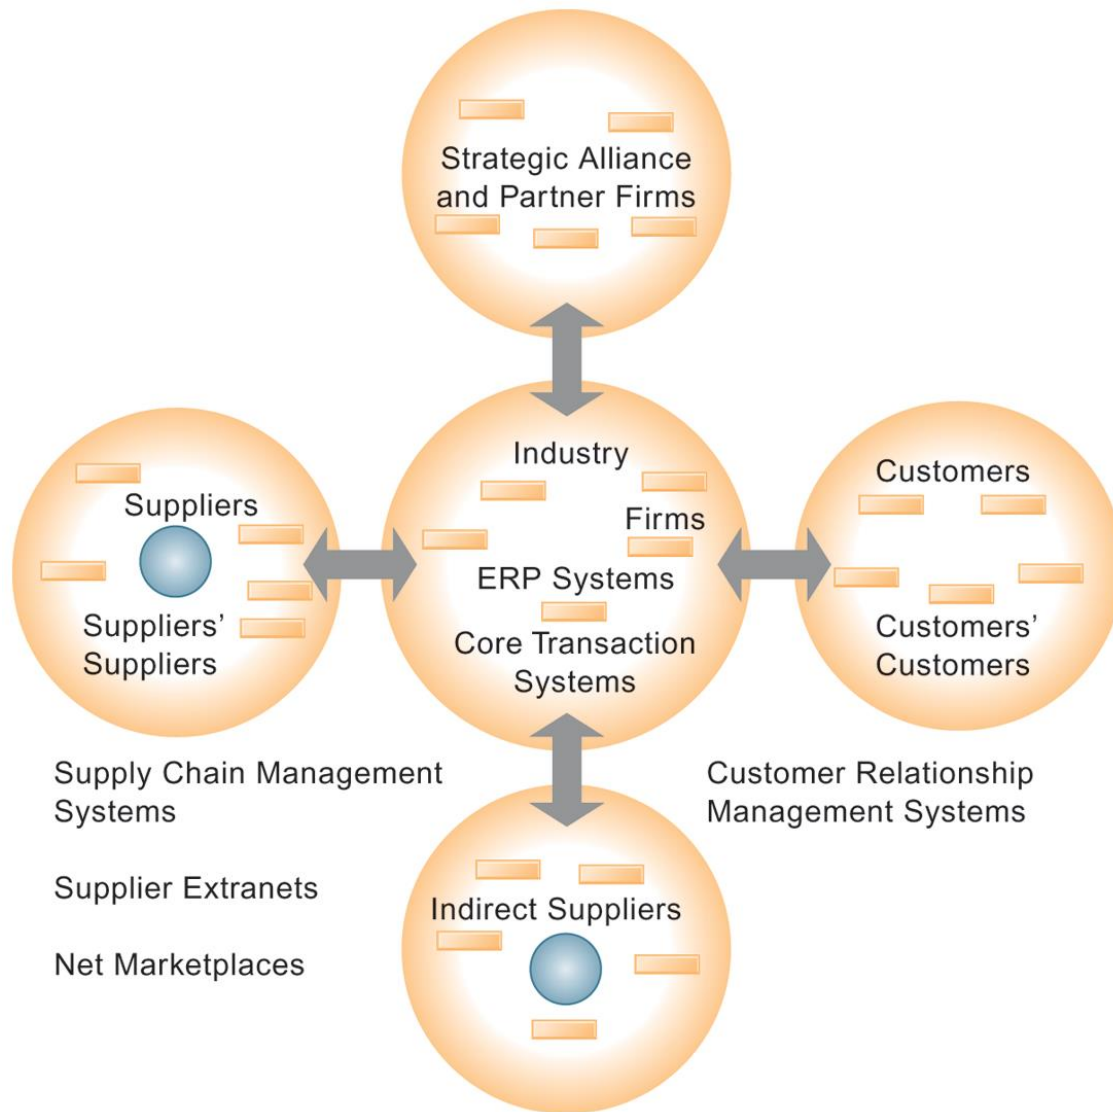 Strategic Alliance
and Partner Firms
Industry
Firms
ERP Systems
Core Transaction
Systems
Suppliers
Suppliers’
Suppliers
Customers
Customers’
Customers
Supply Chain Management
Systems
Supplier Extranets
Net Marketplaces
Customer Relationship
Management Systems
Indirect Suppliers